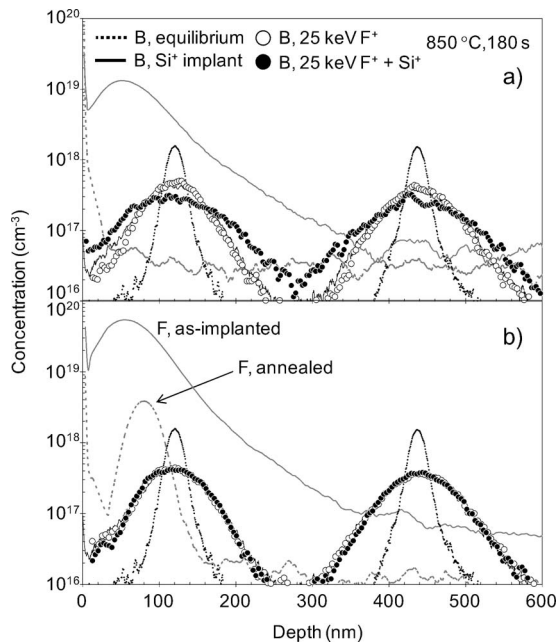 10²⁰
B, equilibrium
B, 25 keV F⁺
850 °C,180 s
B, Si⁺ implant
B, 25 keV F⁺ + Si⁺
a)
10¹⁹
10¹⁸
10¹⁷
10¹⁶
10²⁰
F, as-implanted
b)
F, annealed
10¹⁹
10¹⁸
10¹⁷
10¹⁶
Concentration (cm⁻³)
0 100 200 300 400 500 600
Depth (nm)